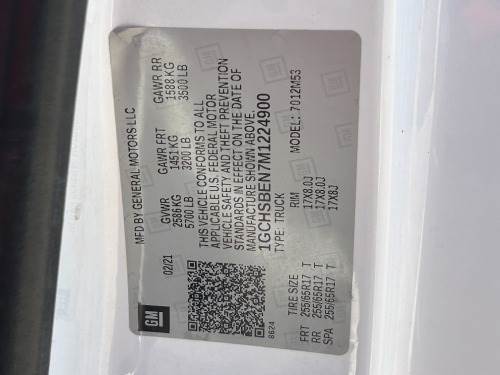 GM
MFD BY GENERAL MOTORS LLC
02/21
GVWR
2586 KG
5700 LB
GAWR FRT
1451 KG
3200 LB
GAWR RR
1588 KG
3500 LB
THIS VEHICLE CONFORMS TO ALL
APPLICABLE U.S. FEDERAL MOTOR
VEHICLE SAFETY AND THEFT PREVENTION
STANDARDS IN EFFECT ON THE DATE OF
MANUFACTURE SHOWN ABOVE.
1GCHSBEN7M1224900
TYPE: TRUCK
MODEL: 7012M53
8624
TIRE SIZE RIM
FRT 255/65R17 T 17X8.0J
RR 255/65R17 T 17X8.0J
SPA 255/65R17 T 17X8J